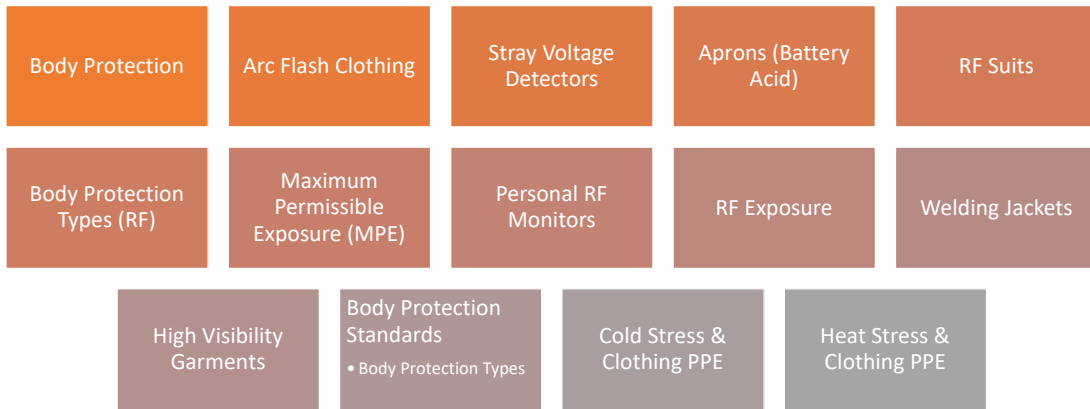 Body Protection
Arc Flash Clothing
Stray Voltage
Detectors
Aprons (Battery
Acid)
RF Suits
Body Protection
Types (RF)
Maximum
Permissible
Exposure (MPE)
Personal RF
Monitors
RF Exposure
Welding Jackets
High Visibility
Garments
Body Protection
Standards
• Body Protection Types
Cold Stress &
Clothing PPE
Heat Stress &
Clothing PPE